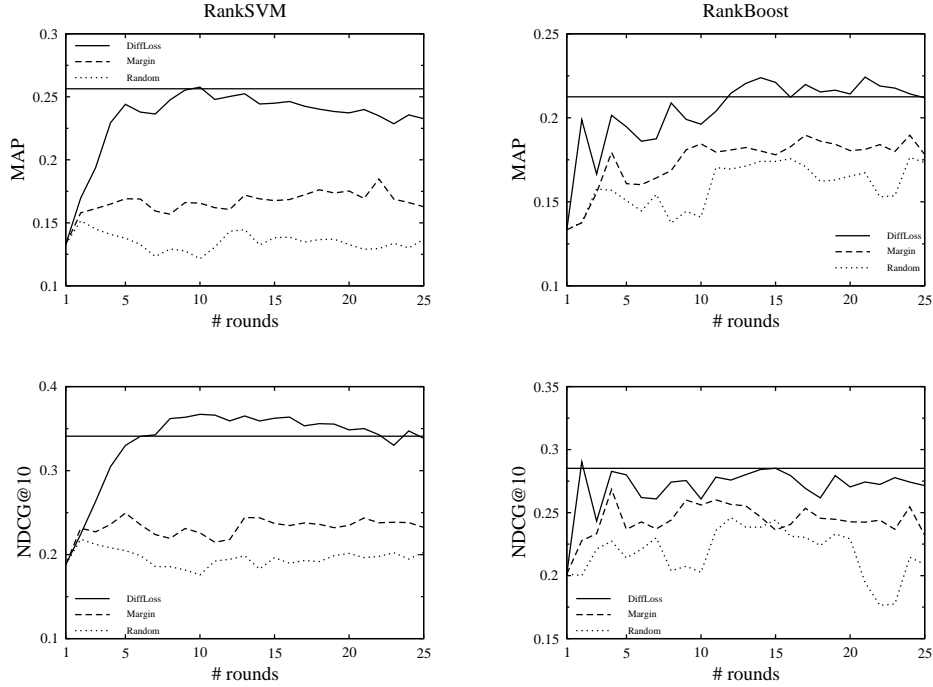 RankSVM
MAP
0.3
0.25
0.2
0.15
0.1
DiffLoss
Margin
Random
1 5 10 15 20 25
# rounds
RankBoost
MAP
0.25
0.2
0.15
0.1
DiffLoss
Margin
Random
1 5 10 15 20 25
# rounds
NDCG@10
0.4
0.3
0.2
0.1
DiffLoss
Margin
Random
1 5 10 15 20 25
# rounds
NDCG@10
0.35
0.3
0.25
0.2
0.15
DiffLoss
Margin
Random
1 5 10 15 20 25
# rounds